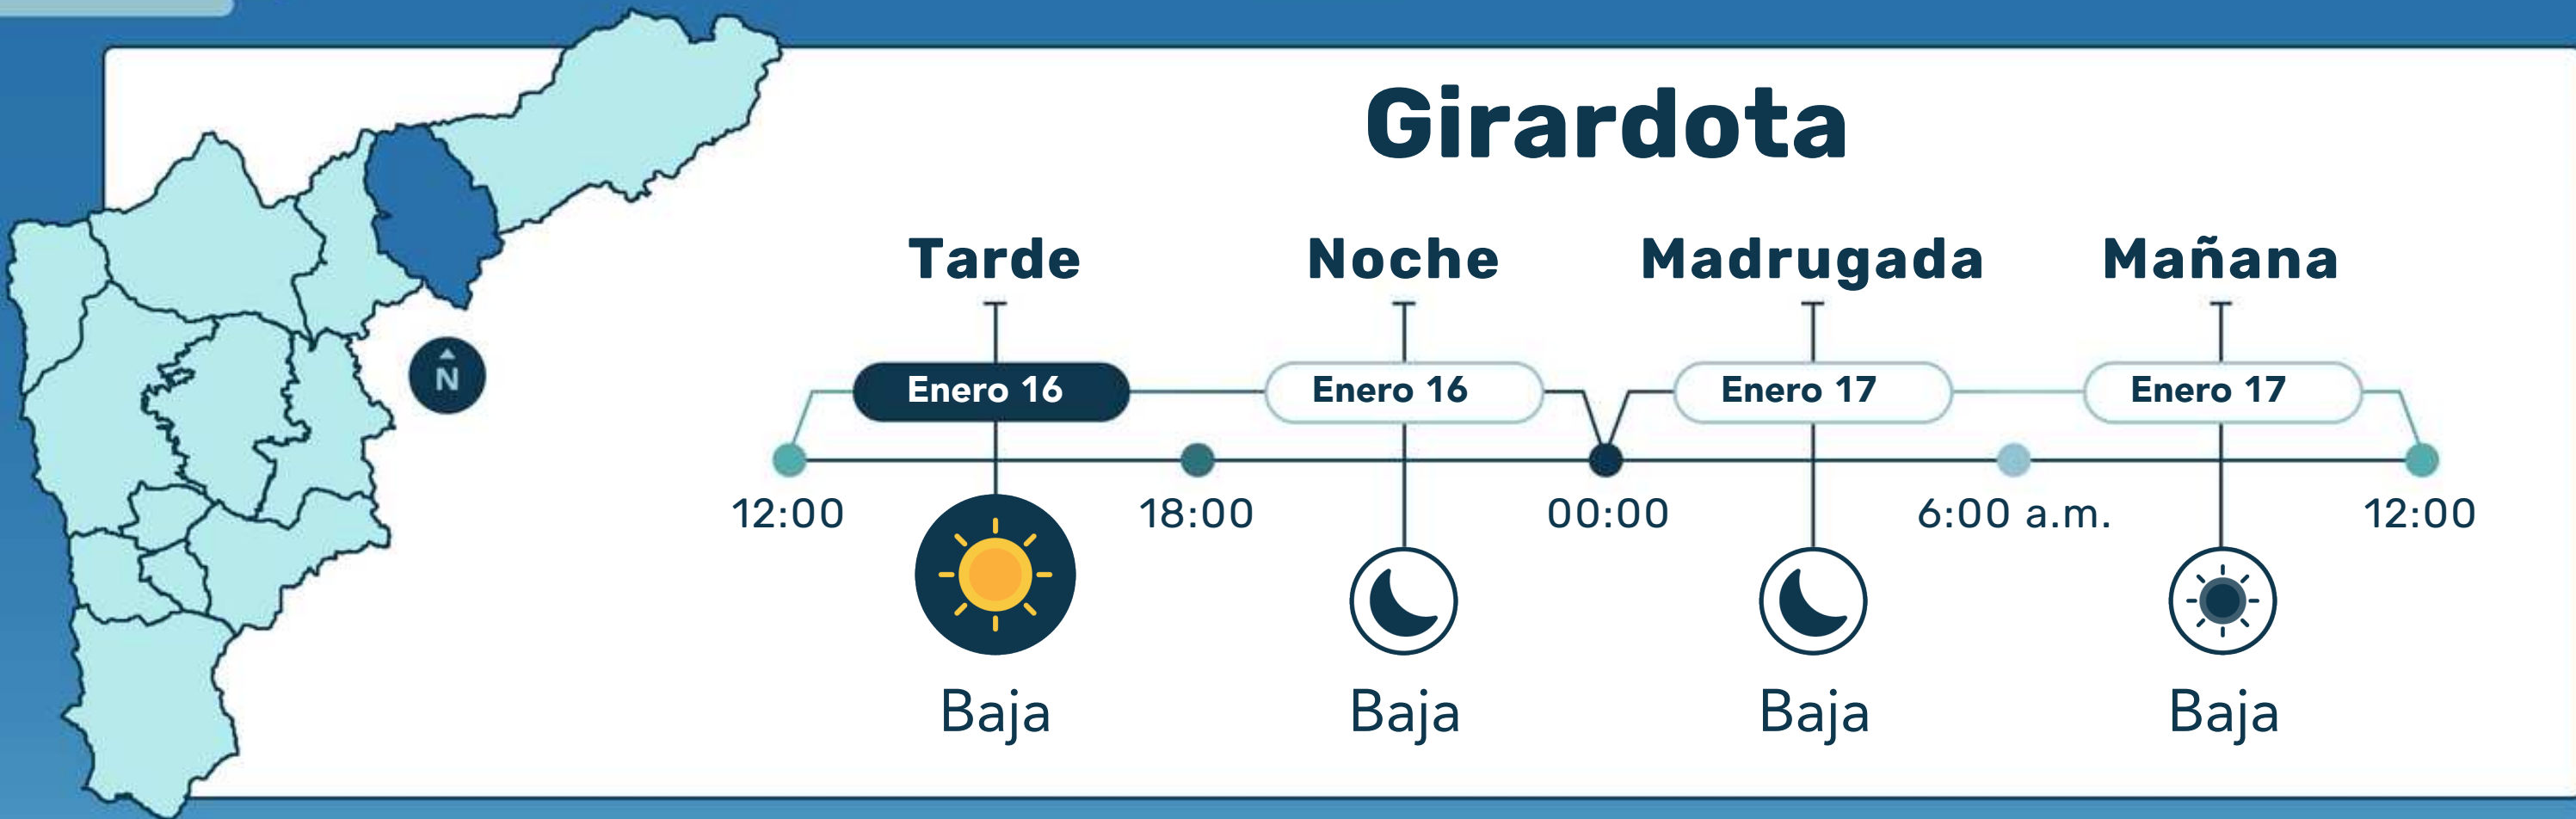 Girardota
Tarde Noche Madrugada Mañana
Enero 16 Enero 16 Enero 17 Enero 17
N
12:00 18:00 00:00 6:00 a.m. 12:00
Baja Baja Baja Baja